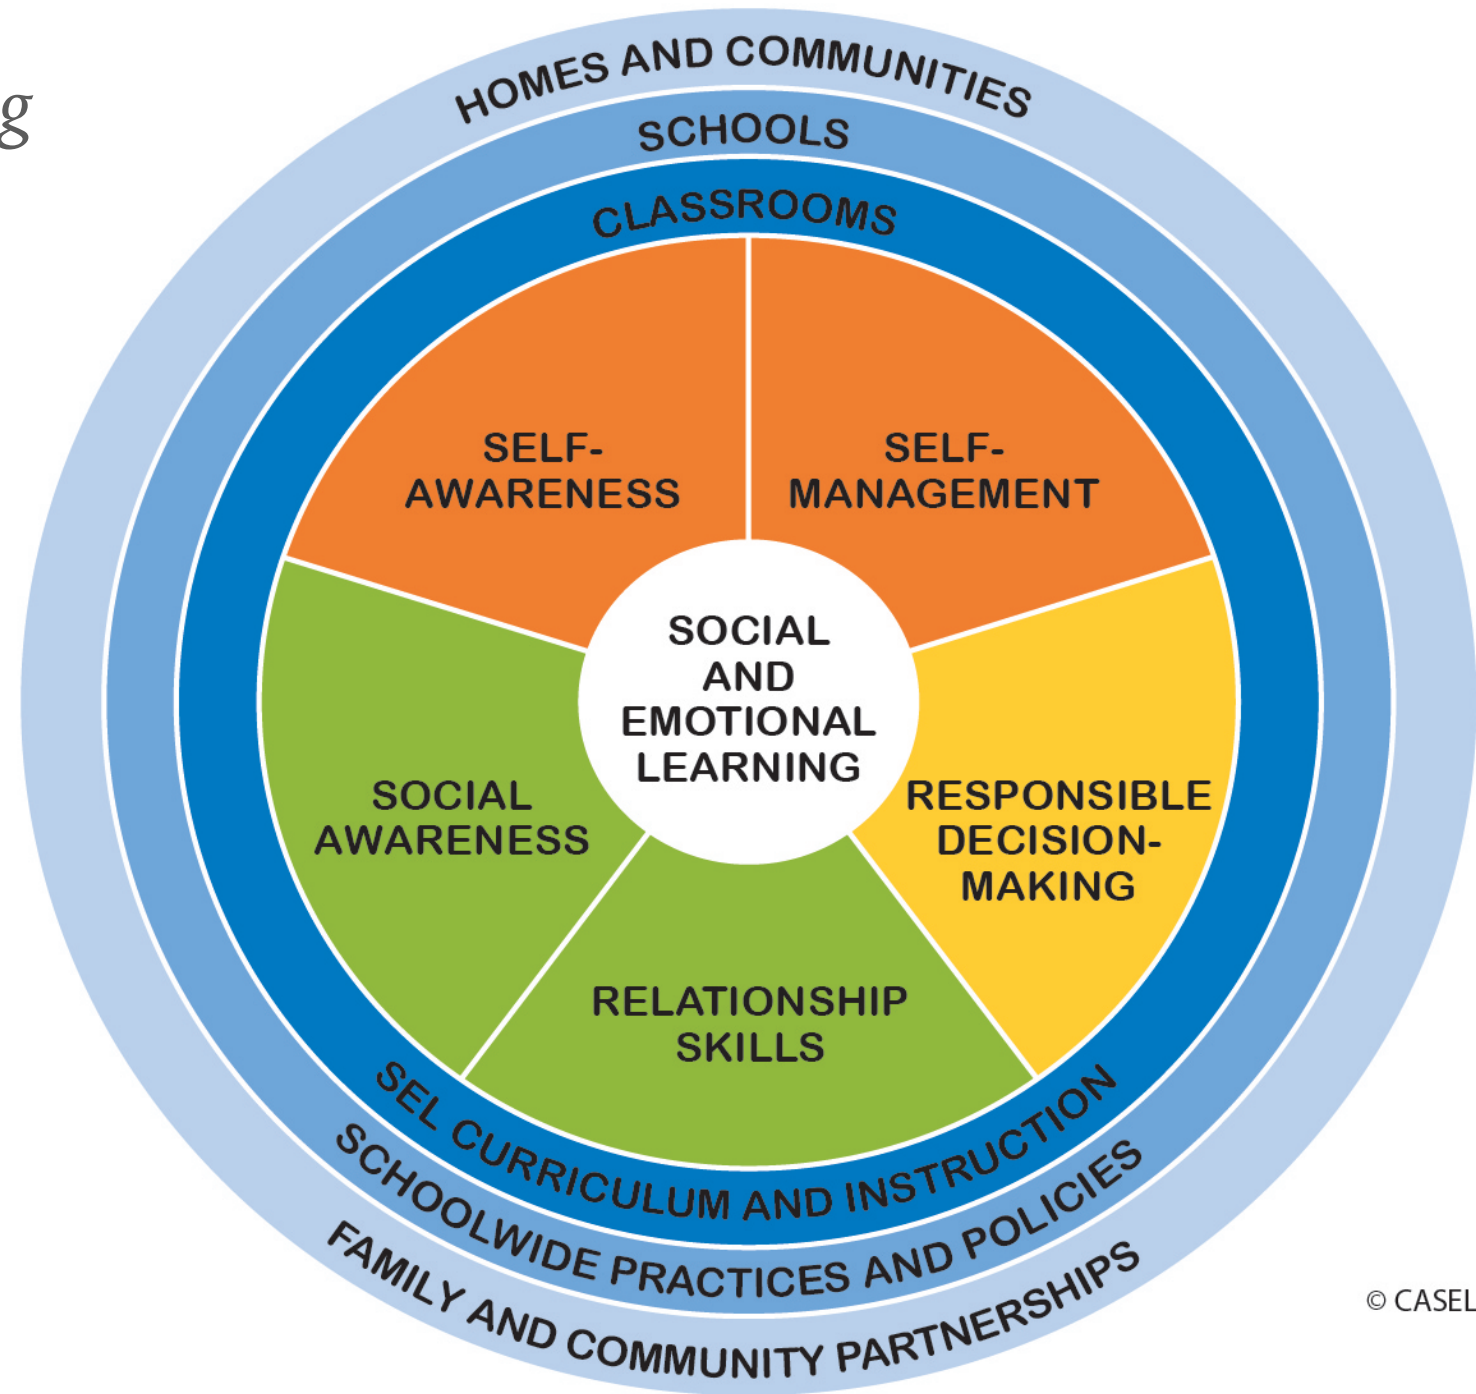 g
HOMES AND COMMUNITIES
SCHOOLS
CLASSROOMS
SELF-
AWARENESS
SELF-
MANAGEMENT
SOCIAL
AND
EMOTIONAL
LEARNING
SOCIAL
AWARENESS
RESPONSIBLE
DECISION-
MAKING
RELATIONSHIP
SKILLS
SEL CURRICULUM AND INSTRUCTION
SCHOOLWIDE PRACTICES AND POLICIES
FAMILY AND COMMUNITY PARTNERSHIPS
© CASEL